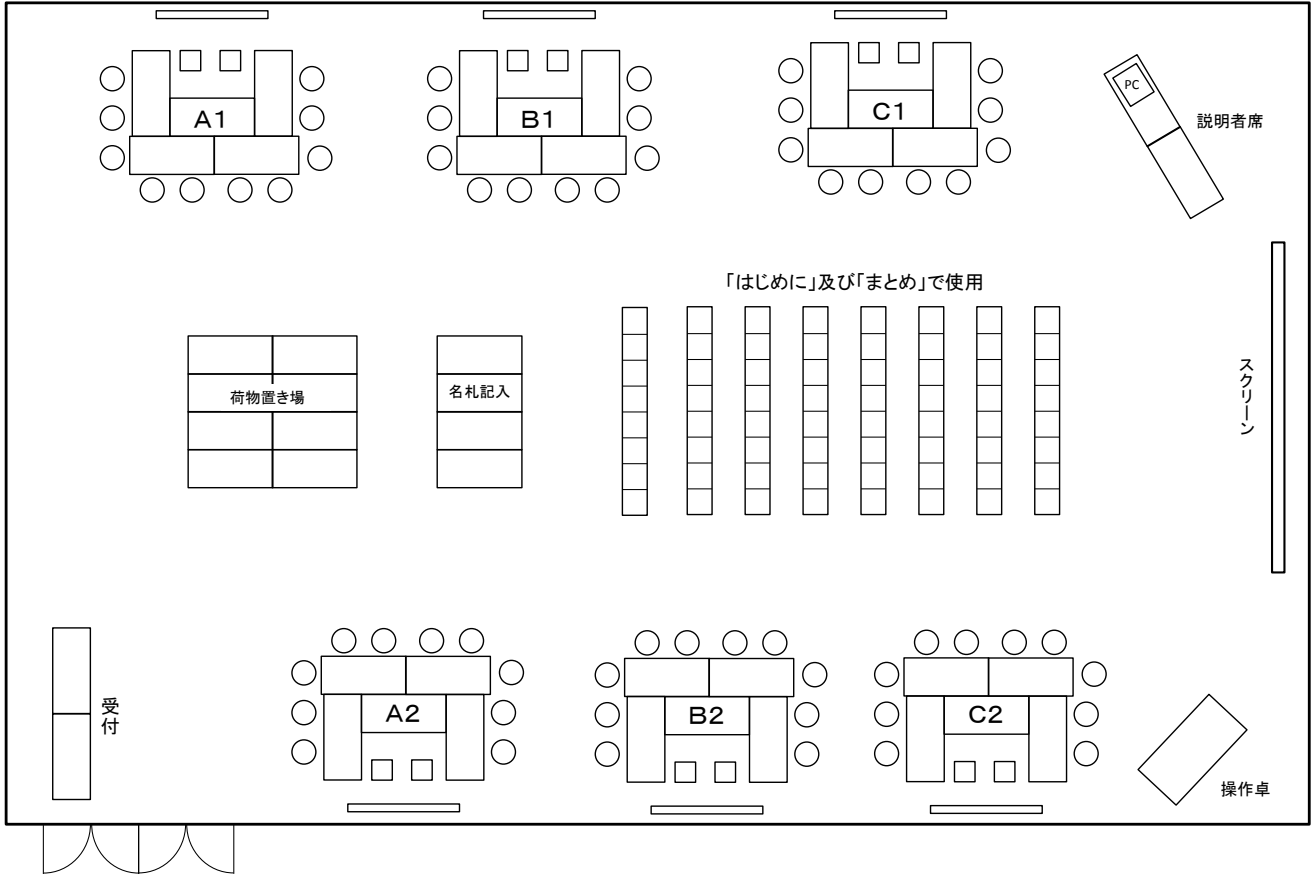 A1
B1
C1
PC
説明者席
「はじめに」及び「まとめ」で使用
荷物置き場
名札記入
スクリーン
受付
A2
B2
C2
操作卓